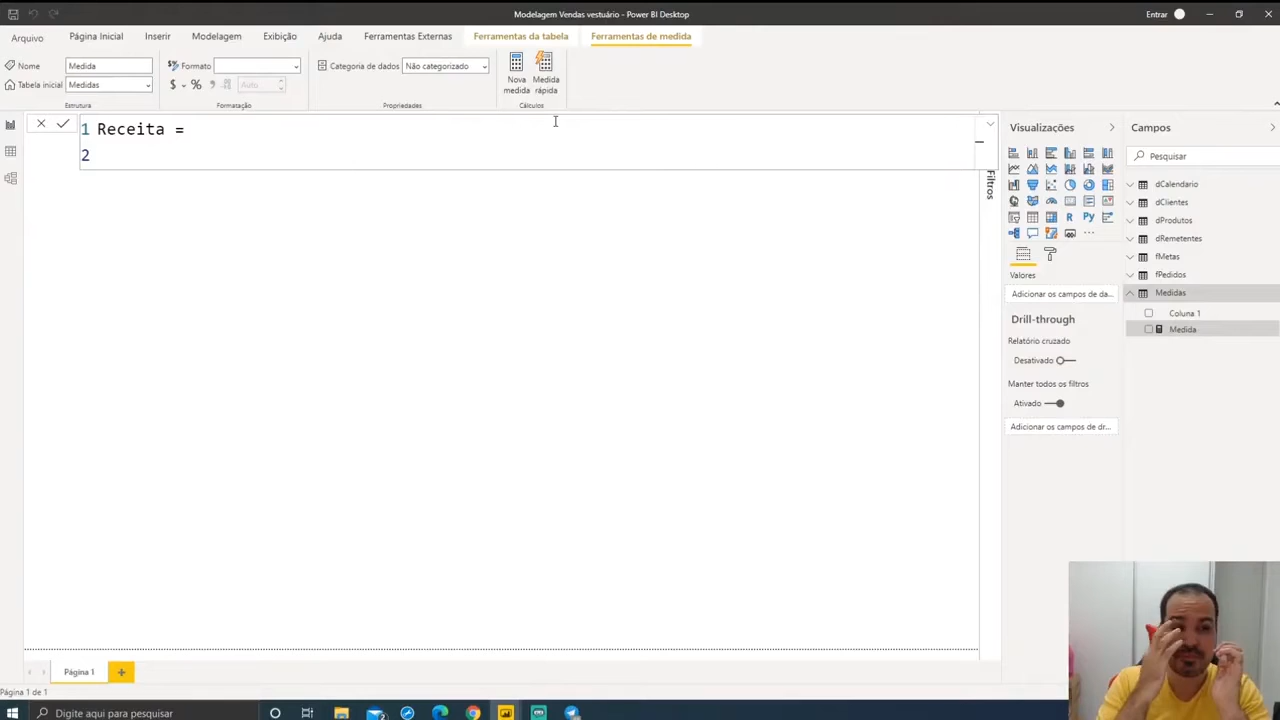 Modelagem Vendas vestuário - Power BI Desktop
Entrar
Arquivo
Página Inicial
Inserir
Modelagem
Exibição
Ajuda
Ferramentas Externas
Ferramentas da tabela
Ferramentas de medida
Nome
Medida
Tabela inicial
Medidas
Estrutura
Formato
$
%
Auto
Formatação
Categoria de dados
Não categorizado
Propriedades
Nova medida
Medida rápida
Cálculos
1 Receita =
2
Filtros
Visualizações
R
Py
Valores
Adicionar os campos de da...
Drill-through
Relatório cruzado
Desativado
Manter todos os filtros
Ativado
Adicionar os campos de dr...
Campos
Pesquisar
dCalendario
dClientes
dProdutos
dRemetentes
fMetas
fPedidos
Medidas
Coluna 1
Medida
Página 1
Página 1 de 1
Digite aqui para pesquisar